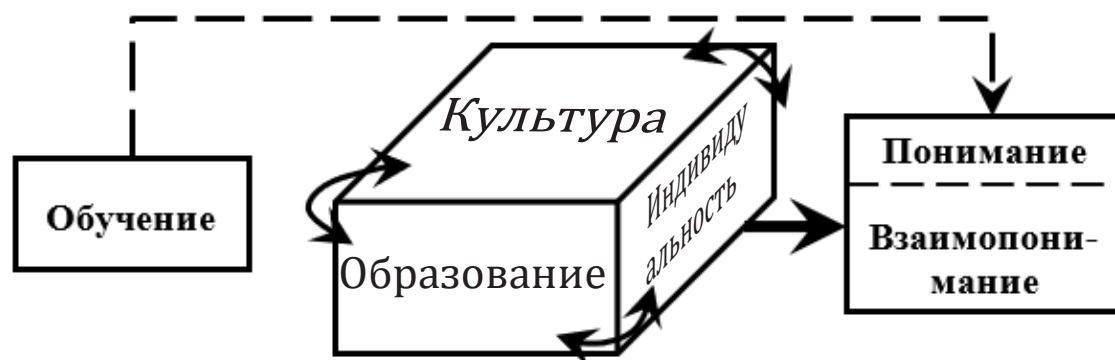 Обучение
Культура
Образование
Индивиду
альность
Понимание
Взаимопони-
мание